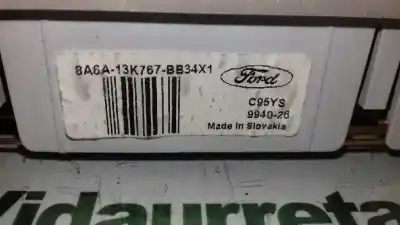 8A6A-13K767-BB34X1
Ford
C95YS
9940-26
Made In Slovakia
Vidaurreta